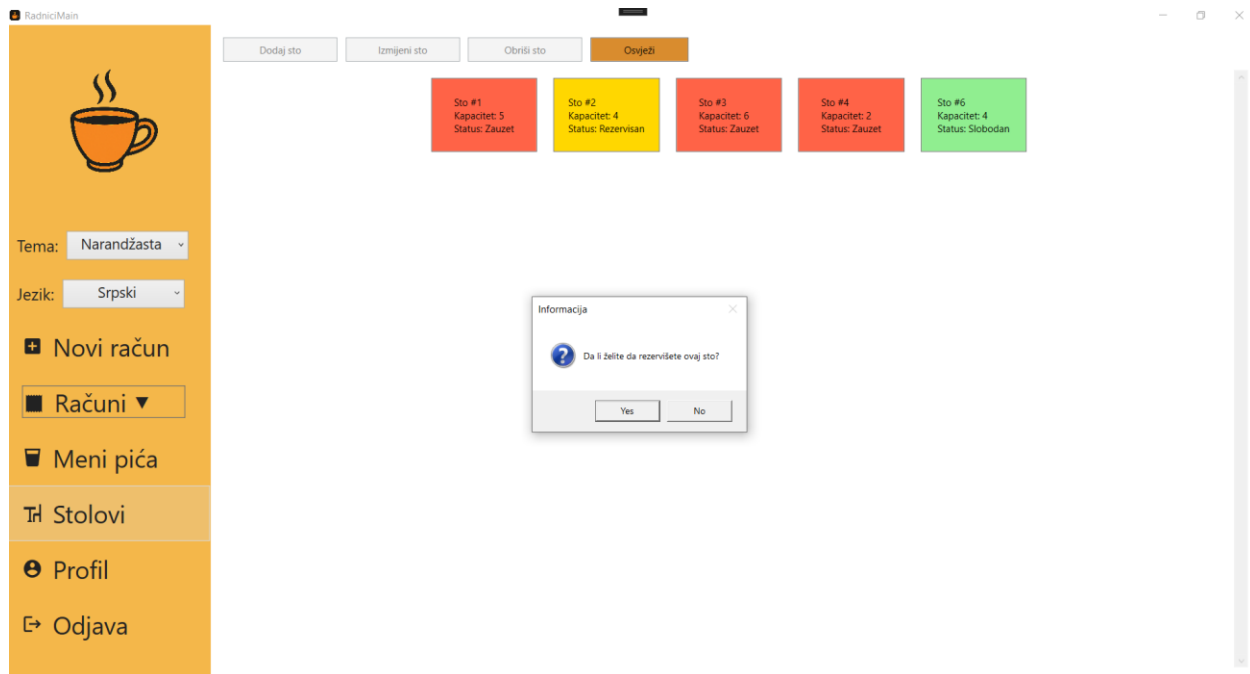 RadniciMain
Dodaj sto
Izmijeni sto
Obriši sto
Osvježi
Sto #1
Kapacitet: 5
Status: Zauzet
Sto #2
Kapacitet: 4
Status: Rezervisan
Sto #3
Kapacitet: 6
Status: Zauzet
Sto #4
Kapacitet: 2
Status: Zauzet
Sto #6
Kapacitet: 4
Status: Slobodan
Tema: Narandžasta
Jezik: Srpski
Novi račun
Računi ▼
Meni pića
Stolovi
Profil
Odjava
Informacija
Da li želite da rezervišete ovaj sto?
Yes
No